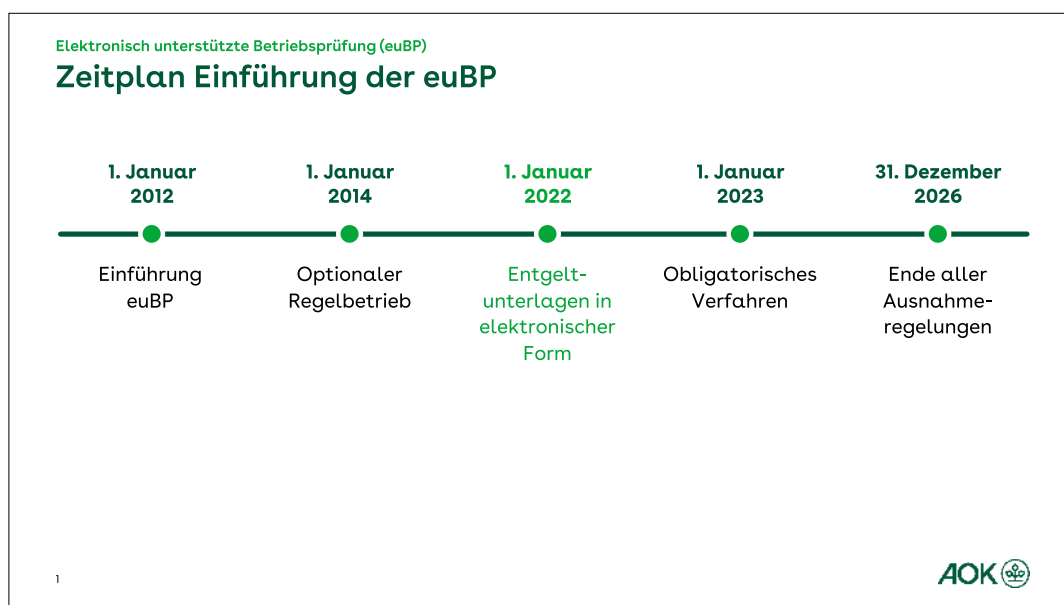 Elektronisch unterstützte Betriebsprüfung (euBP)
Zeitplan Einführung der euBP
1. Januar
2012
1. Januar
2014
1. Januar
2022
1. Januar
2023
31. Dezember
2026
Einführung
euBP
Optionaler
Regelbetrieb
Entgelt-
unterlagen in
elektronischer
Form
Obligatorisches
Verfahren
Ende aller
Ausnahme-
regelungen
1
AOK